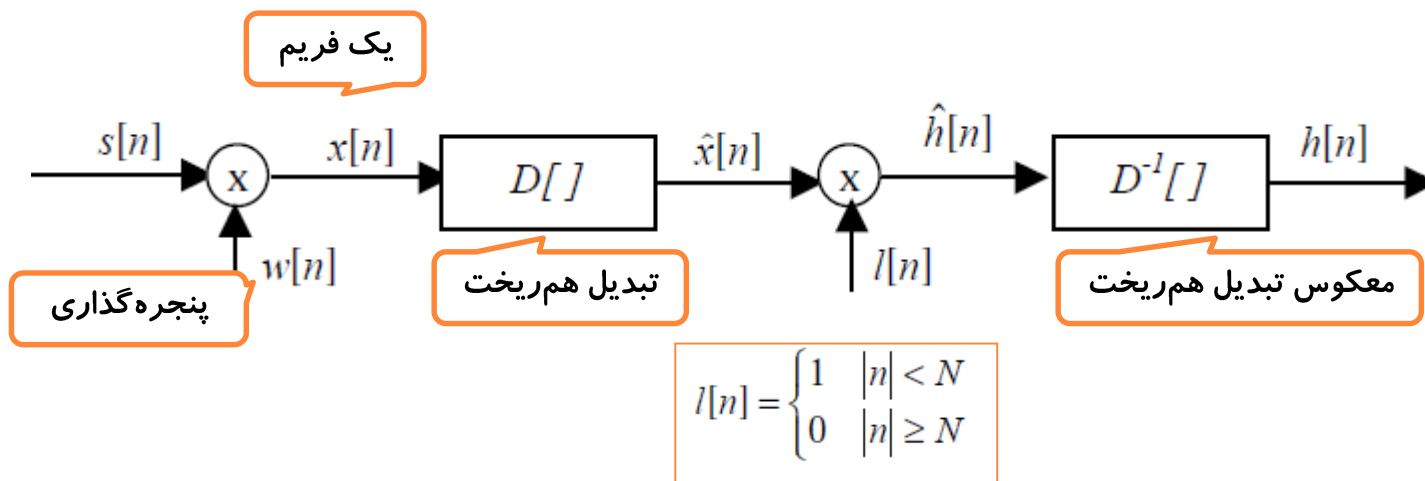 یک فریم
s[n]
x
x[n]
D[ ]
x̂[n]
x
ĥ[n]
D⁻¹[ ]
h[n]
w[n]
l[n]
پنجره‌گذاری
تبدیل هم‌ریخت
معکوس تبدیل هم‌ریخت
l[n] = { 1 |n| < N
0 |n| ≥ N